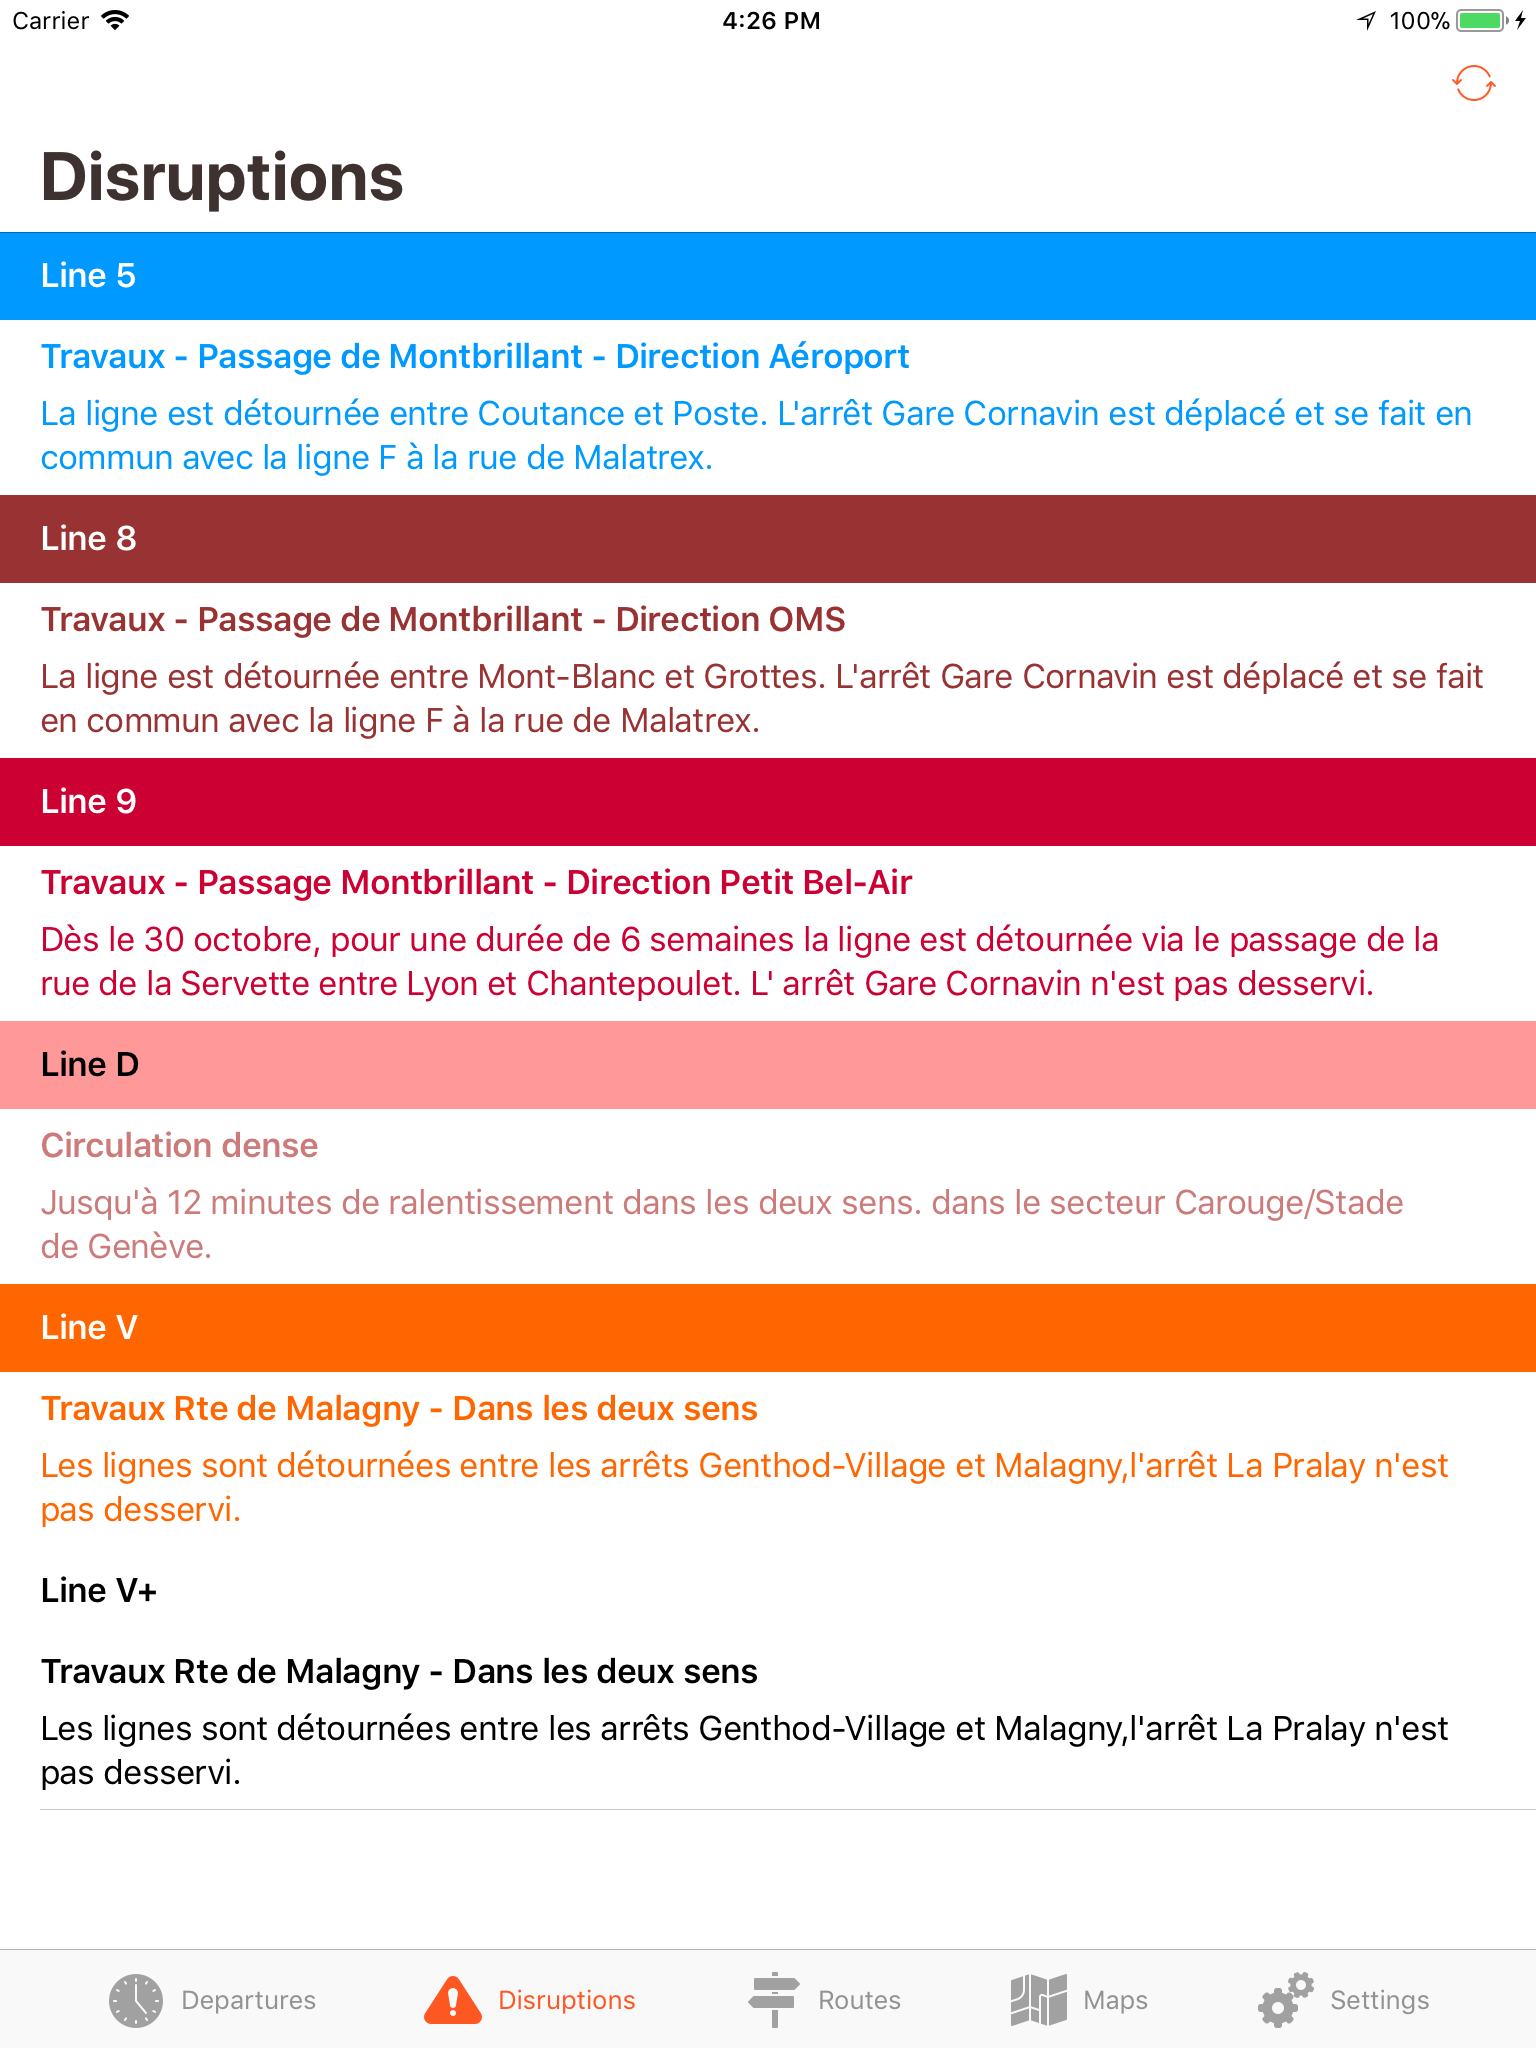 Carrier 4:26 PM 100%
Disruptions
Line 5
Travaux - Passage de Montbrillant - Direction Aéroport
La ligne est détournée entre Coutance et Poste. L'arrêt Gare Cornavin est déplacé et se fait en
commun avec la ligne F à la rue de Malatrex.
Line 8
Travaux - Passage de Montbrillant - Direction OMS
La ligne est détournée entre Mont-Blanc et Grottes. L'arrêt Gare Cornavin est déplacé et se fait
en commun avec la ligne F à la rue de Malatrex.
Line 9
Travaux - Passage Montbrillant - Direction Petit Bel-Air
Dès le 30 octobre, pour une durée de 6 semaines la ligne est détournée via le passage de la
rue de la Servette entre Lyon et Chantepoulet. L' arrêt Gare Cornavin n'est pas desservi.
Line D
Circulation dense
Jusqu'à 12 minutes de ralentissement dans les deux sens. dans le secteur Carouge/Stade
de Genève.
Line V
Travaux Rte de Malagny - Dans les deux sens
Les lignes sont détournées entre les arrêts Genthod-Village et Malagny,l'arrêt La Pralay n'est
pas desservi.
Line V+
Travaux Rte de Malagny - Dans les deux sens
Les lignes sont détournées entre les arrêts Genthod-Village et Malagny,l'arrêt La Pralay n'est
pas desservi.
Departures Disruptions Routes Maps Settings